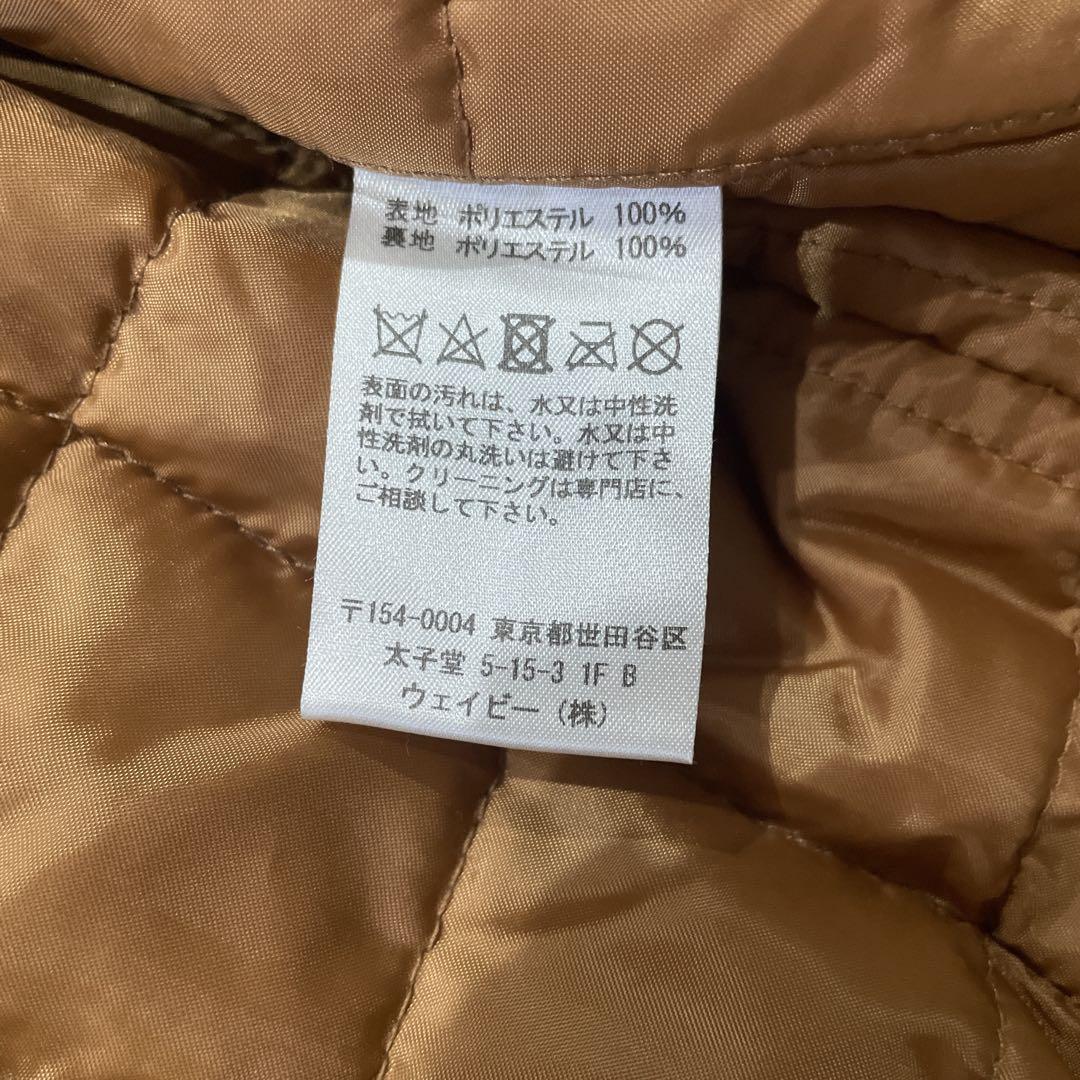 表地 ポリエステル 100%
裏地 ポリエステル 100%
表面の汚れは、水又は中性洗
剤で拭いて下さい。水又は中
性洗剤の丸洗いは避けて下さ
い。クリーニングは専門店に、
ご相談して下さい。
〒154-0004 東京都世田谷区
太子堂 5-15-3 1F B
ウェイビー (株)